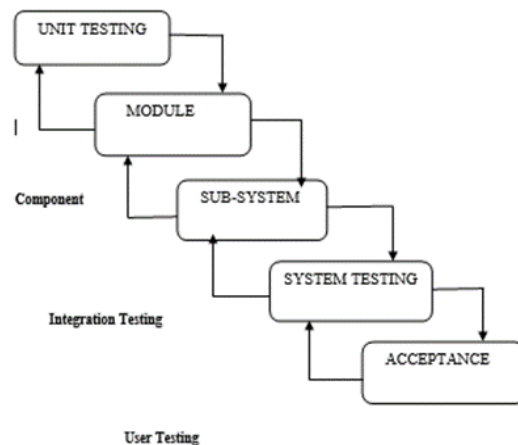 UNIT TESTING
MODULE
Component
SUB-SYSTEM
SYSTEM TESTING
Integration Testing
ACCEPTANCE
User Testing